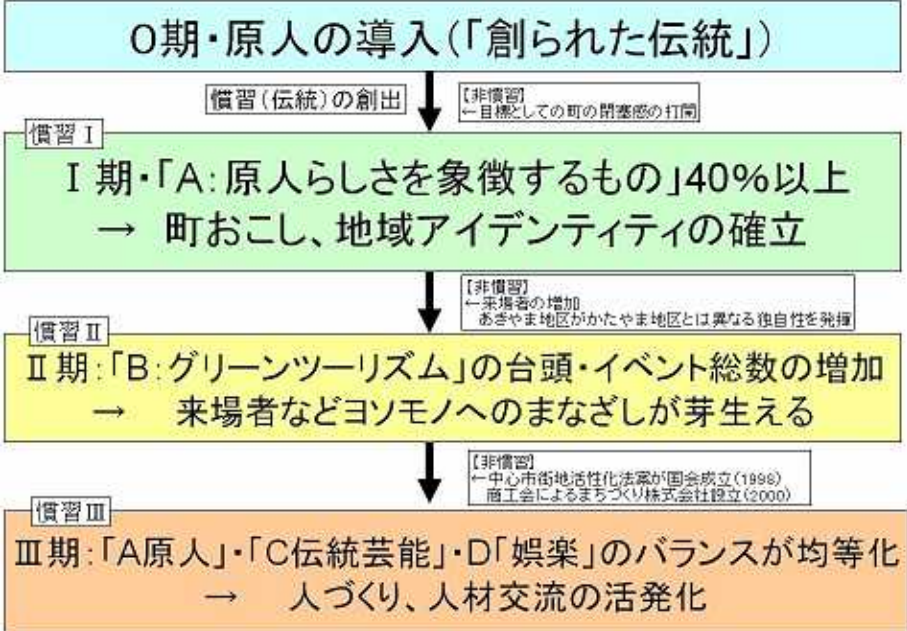 0期・原人の導入(「創られた伝統」)
慣習(伝統)の創出
【非慣習】
←目標としての町の閉塞感の打開
慣習Ⅰ
Ⅰ期・「A:原人らしさを象徴するもの」40%以上
→ 町おこし、地域アイデンティティの確立
【非慣習】
←来場者の増加
あきやま地区がかたやま地区とは異なる独自性を発揮
慣習Ⅱ
Ⅱ期:「B:グリーンツーリズム」の台頭・イベント総数の増加
→ 来場者などヨソモノへのまなざしが芽生える
【非慣習】
←中心市街地活性化法案が国会成立(1998)
商工会によるまちづくり株式会社設立(2000)
慣習Ⅲ
Ⅲ期:「A原人」・「C伝統芸能」・D「娯楽」のバランスが均等化
→ 人づくり、人材交流の活発化